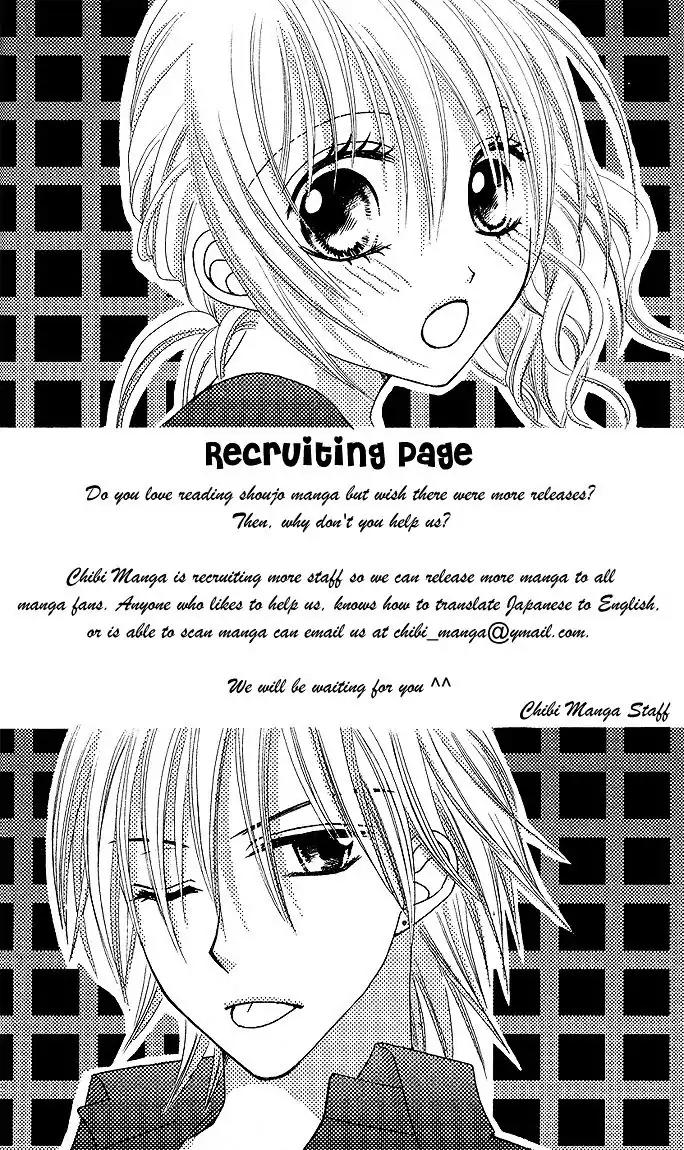 Recruiting Page
Do you love reading shoujo manga but wish there were more releases?
Then, why don't you help us?
Chibi Manga is recruiting more staff so we can release more manga to all
manga fans. Anyone who likes to help us, knows how to translate Japanese to English,
or is able to scan manga can email us at chibi_manga@ymail.com.
We will be waiting for you ^^
Chibi Manga Staff